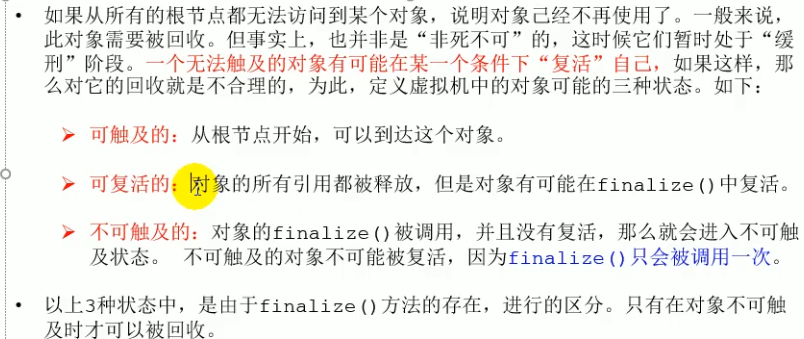 • 如果从所有的根节点都无法访问到某个对象，说明对象己经不再使用了。一般来说，
此对象需要被回收。但事实上，也并非是“非死不可”的，这时候它们暂时处于“缓
刑”阶段。一个无法触及的对象有可能在某一个条件下“复活”自己，如果这样，那
么对它的回收就是不合理的，为此，定义虚拟机中的对象可能的三种状态。如下：
➢ 可触及的：从根节点开始，可以到达这个对象。
➢ 可复活的：对象的所有引用都被释放，但是对象有可能在finalize()中复活。
➢ 不可触及的：对象的finalize()被调用，并且没有复活，那么就会进入不可触
及状态。 不可触及的对象不可能被复活，因为finalize()只会被调用一次。
• 以上3种状态中，是由于finalize()方法的存在，进行的区分。只有在对象不可触
及时才可以被回收。